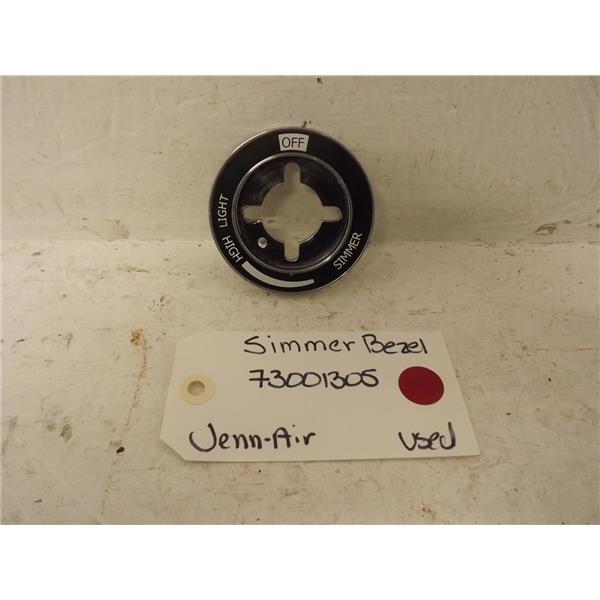 OFF
LIGHT
HIGH
SIMMER
Simmer Bezel
73001305
Jenn-Air
Used